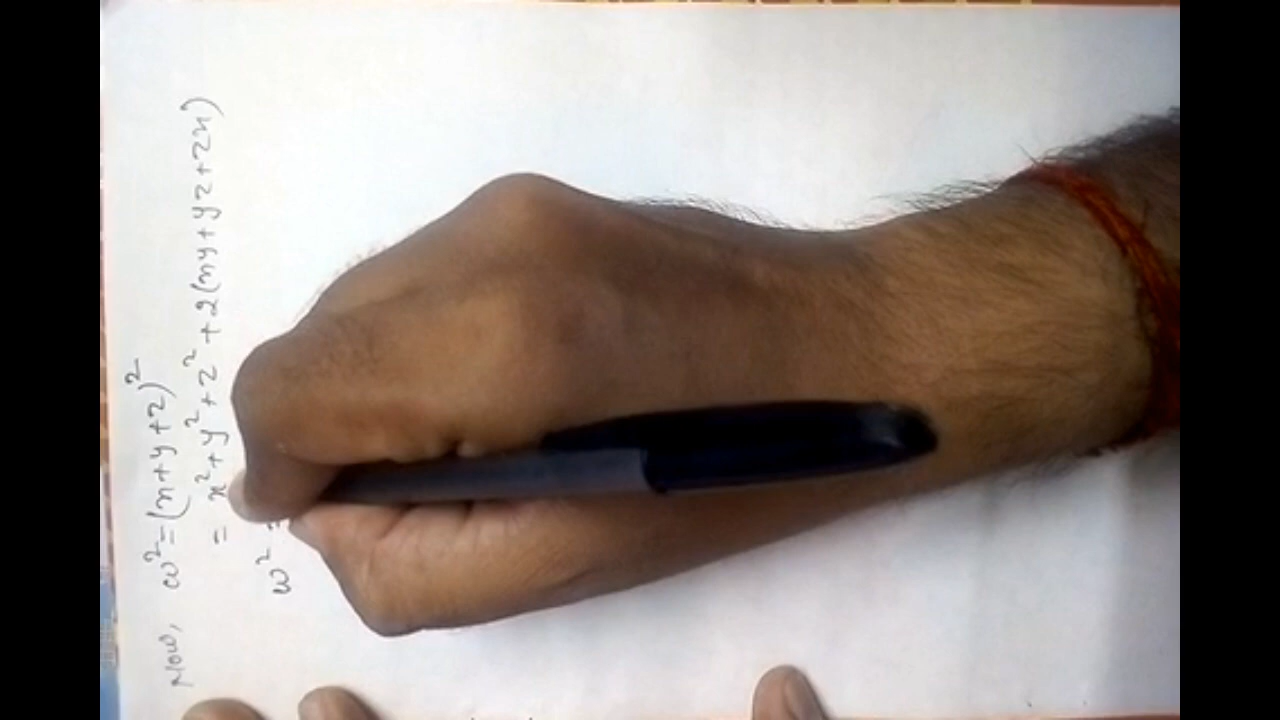 Now, ω²=(x+y+z)²
= x²+y²+z²+2(xy+yz+zx)
ω² =